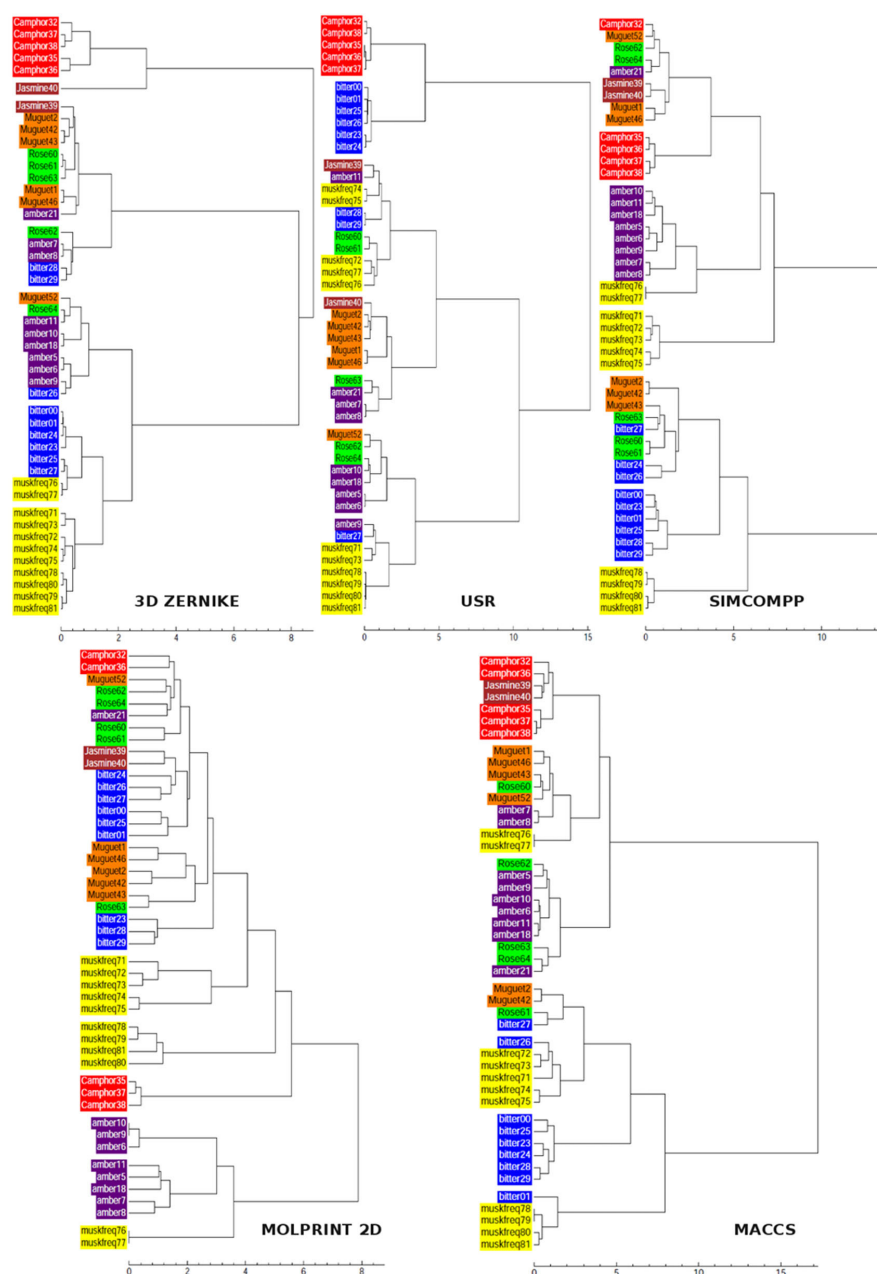 Camphor32
Camphor37
Camphor38
Camphor35
Camphor36
Jasmine40
Jasmine39
Muguet2
Muguet42
Muguet43
Rose60
Rose61
Rose63
Muguet1
Muguet46
amber21
Rose62
amber7
amber8
bitter28
bitter29
Muguet52
Rose64
amber11
amber10
amber18
amber5
amber6
amber9
bitter26
bitter00
bitter01
bitter24
bitter23
bitter25
bitter27
muskfreq76
muskfreq77
muskfreq71
muskfreq73
muskfreq72
muskfreq74
muskfreq75
muskfreq78
muskfreq80
muskfreq79
muskfreq81
3D ZERNIKE
0 2 4 6 8
Camphor32
Camphor38
Camphor35
Camphor36
Camphor37
bitter00
bitter01
bitter25
bitter26
bitter23
bitter24
Jasmine39
amber11
muskfreq74
muskfreq75
bitter28
bitter29
Rose60
Rose61
muskfreq72
muskfreq77
muskfreq76
Jasmine40
Muguet2
Muguet42
Muguet43
Muguet1
Muguet46
Rose63
amber21
amber7
amber8
Muguet52
Rose62
Rose64
amber10
amber18
amber5
amber6
amber9
bitter27
muskfreq71
muskfreq73
muskfreq78
muskfreq79
muskfreq80
muskfreq81
USR
0 5 10 15
Camphor32
Muguet52
Rose62
Rose64
amber21
Jasmine39
Jasmine40
Muguet1
Muguet46
Camphor35
Camphor36
Camphor37
Camphor38
amber10
amber11
amber18
amber5
amber6
amber9
amber7
amber8
muskfreq76
muskfreq77
muskfreq71
muskfreq72
muskfreq73
muskfreq74
muskfreq75
Muguet2
Muguet42
Muguet43
Rose63
bitter27
Rose60
Rose61
bitter24
bitter26
bitter00
bitter23
bitter01
bitter25
bitter28
bitter29
muskfreq78
muskfreq79
muskfreq80
muskfreq81
SIMCOMPP
0 5 10
Camphor32
Camphor36
Muguet52
Rose62
Rose64
amber21
Rose60
Rose61
Jasmine39
Jasmine40
bitter24
bitter26
bitter27
bitter00
bitter25
bitter01
Muguet1
Muguet46
Muguet2
Muguet42
Muguet43
Rose63
bitter23
bitter28
bitter29
muskfreq71
muskfreq72
muskfreq73
muskfreq74
muskfreq75
muskfreq78
muskfreq79
muskfreq81
muskfreq80
Camphor35
Camphor37
Camphor38
amber10
amber9
amber6
amber11
amber5
amber18
amber7
amber8
muskfreq76
muskfreq77
MOLPRINT 2D
0 2 4 6 8
Camphor32
Camphor36
Jasmine39
Jasmine40
Camphor35
Camphor37
Camphor38
Muguet1
Muguet46
Muguet43
Rose60
Muguet52
amber7
amber8
muskfreq76
muskfreq77
Rose62
amber5
amber9
amber10
amber6
amber11
amber18
Rose63
Rose64
amber21
Muguet2
Muguet42
Rose61
bitter27
bitter26
muskfreq72
muskfreq73
muskfreq71
muskfreq74
muskfreq75
bitter00
bitter25
bitter23
bitter24
bitter28
bitter29
bitter01
muskfreq78
muskfreq79
muskfreq80
muskfreq81
MACCS
0 5 10 15